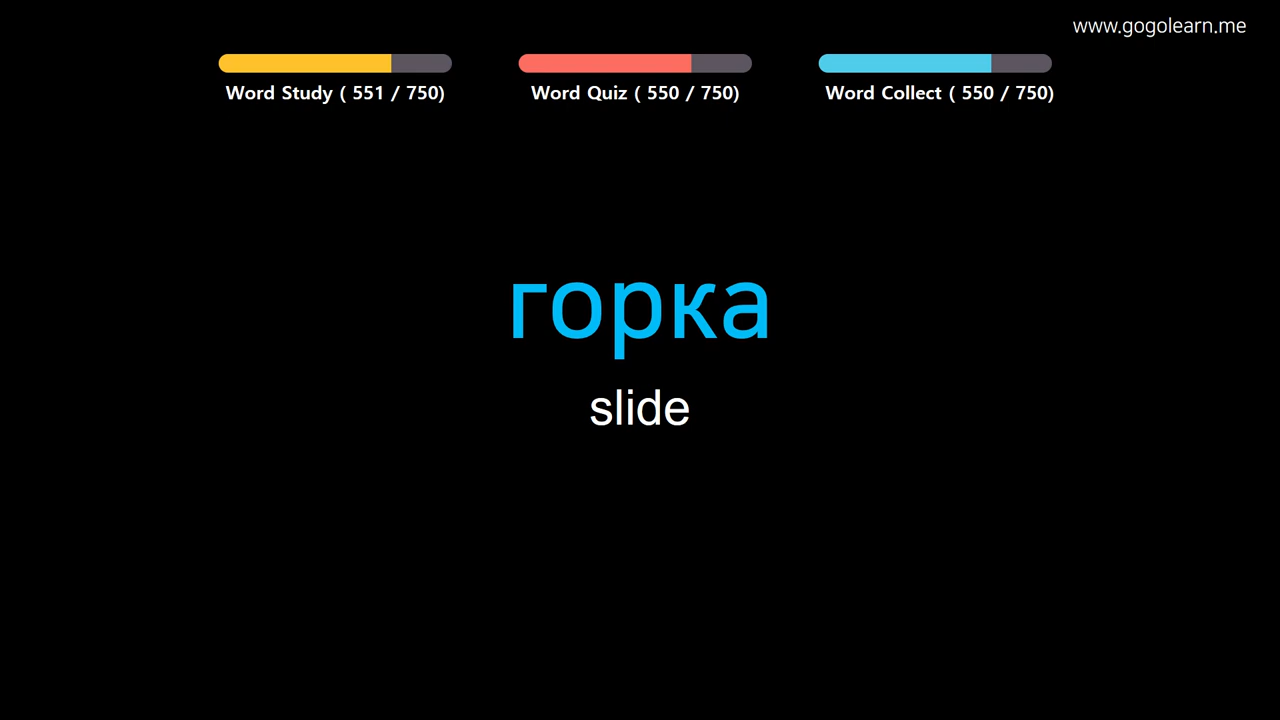 www.gogolearn.me
Word Study ( 551 / 750)
Word Quiz ( 550 / 750)
Word Collect ( 550 / 750)
горка
slide